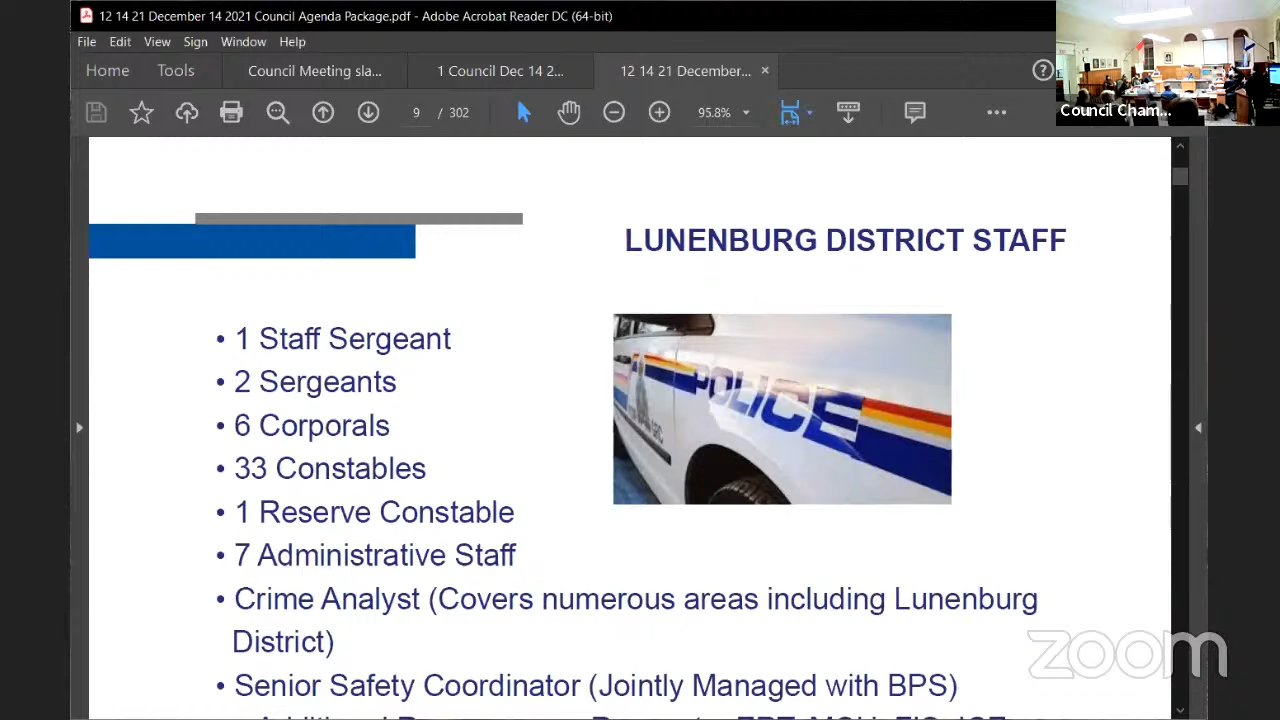 12 14 21 December 14 2021 Council Agenda Package.pdf - Adobe Acrobat Reader DC (64-bit)
File Edit View Sign Window Help
Home Tools Council Meeting sla... 1 Council Dec 14 2... 12 14 21 December... ×
9 / 302 95.8%
Council Cham...
LUNENBURG DISTRICT STAFF
• 1 Staff Sergeant
• 2 Sergeants
• 6 Corporals
• 33 Constables
• 1 Reserve Constable
• 7 Administrative Staff
• Crime Analyst (Covers numerous areas including Lunenburg
District)
• Senior Safety Coordinator (Jointly Managed with BPS)
POLICE
zoom